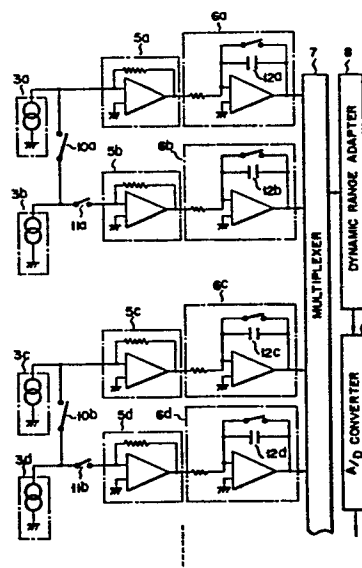 6a
5a
7
8
3a
12a
10a
5b
6b
3b
11a
12b
MULTIPLEXER
DYNAMIC RANGE ADAPTER
6c
5c
3c
12c
10b
5d
6d
3d
11b
12d
A/D CONVERTER